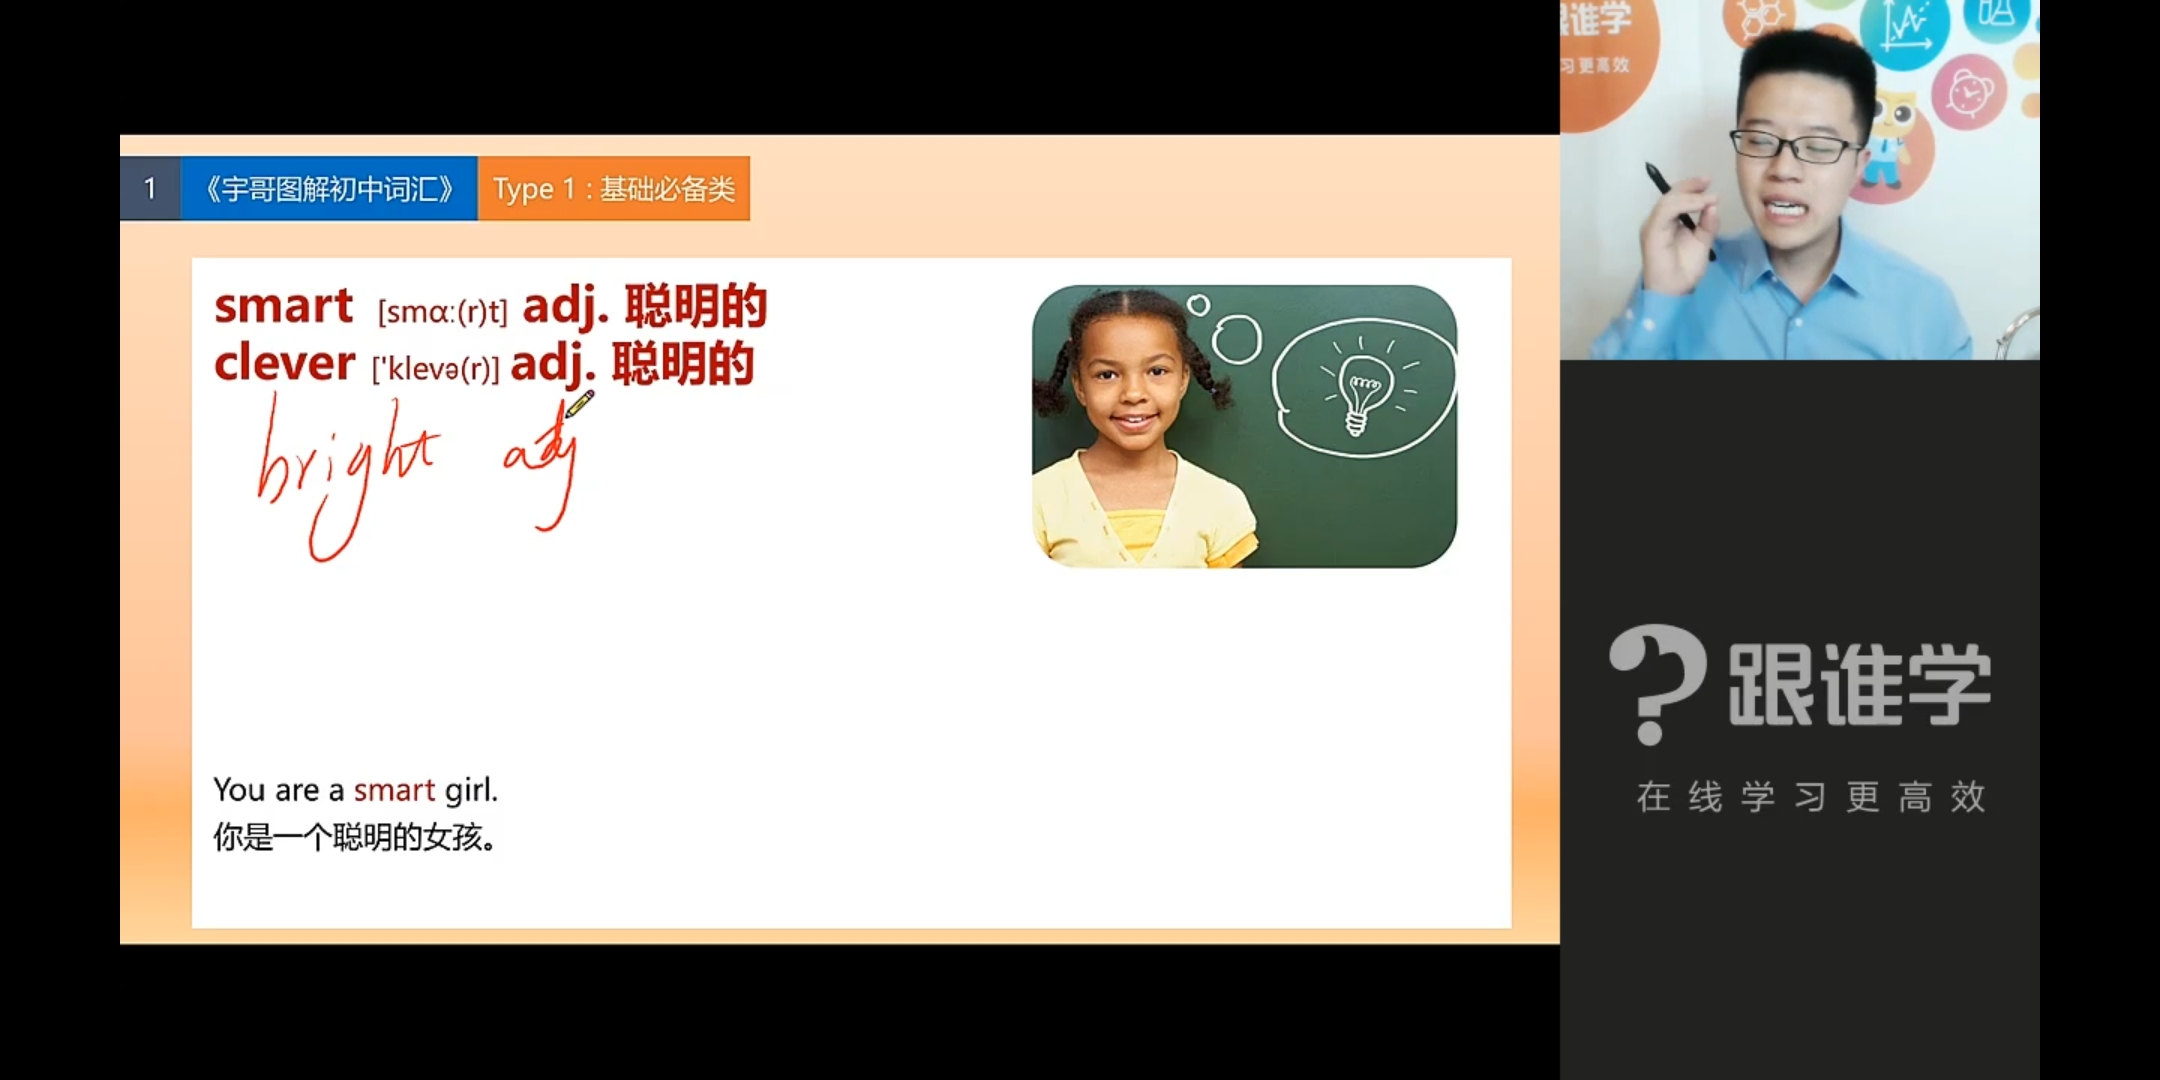 1 《宇哥图解初中词汇》 Type 1 : 基础必备类
smart [smɑː(r)t] adj. 聪明的
clever ['klevə(r)] adj. 聪明的
bright adj
You are a smart girl.
你是一个聪明的女孩。
跟谁学
习更高效
跟谁学
在线学习更高效